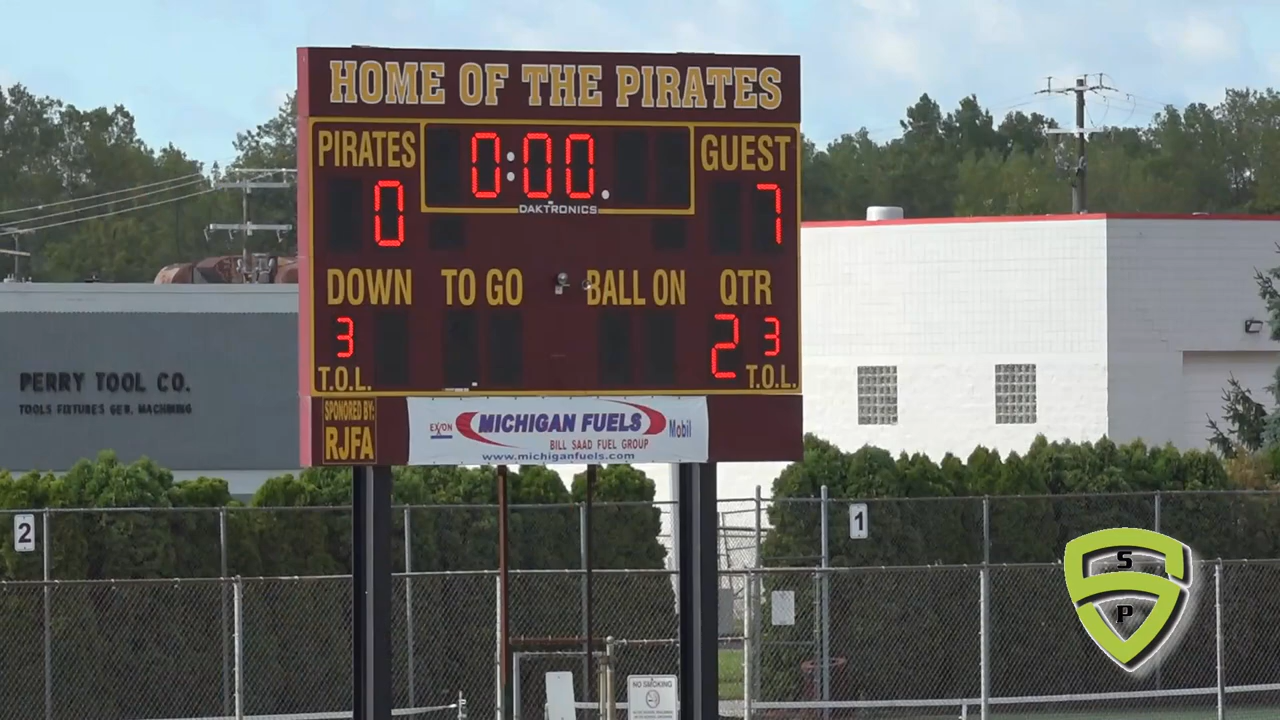 HOME OF THE PIRATES
PIRATES
0:00.
GUEST
0
7
DAKTRONICS
DOWN
TO GO
BALL ON
QTR
3
2
3
T.O.L.
T.O.L.
PERRY TOOL CO.
TOOLS FIXTURES GEN. MACHINING
SPONORED BY:
RJFA
EXXON
MICHIGAN FUELS
Mobil
BILL SAAD FUEL GROUP
www.michiganfuels.com
2
1
S
P
NO SMOKING